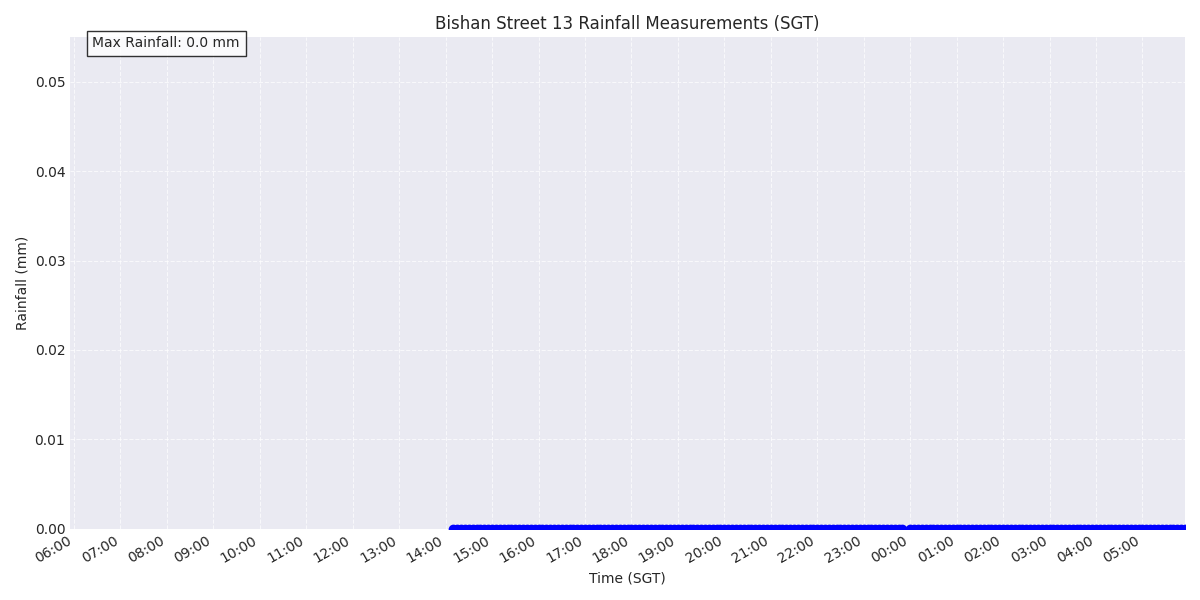 Bishan Street 13 Rainfall Measurements (SGT)
Max Rainfall: 0.0 mm
Rainfall (mm)
0.05
0.04
0.03
0.02
0.01
0.00
06:00 07:00 08:00 09:00 10:00 11:00 12:00 13:00 14:00 15:00 16:00 17:00 18:00 19:00 20:00 21:00 22:00 23:00 00:00 01:00 02:00 03:00 04:00 05:00
Time (SGT)